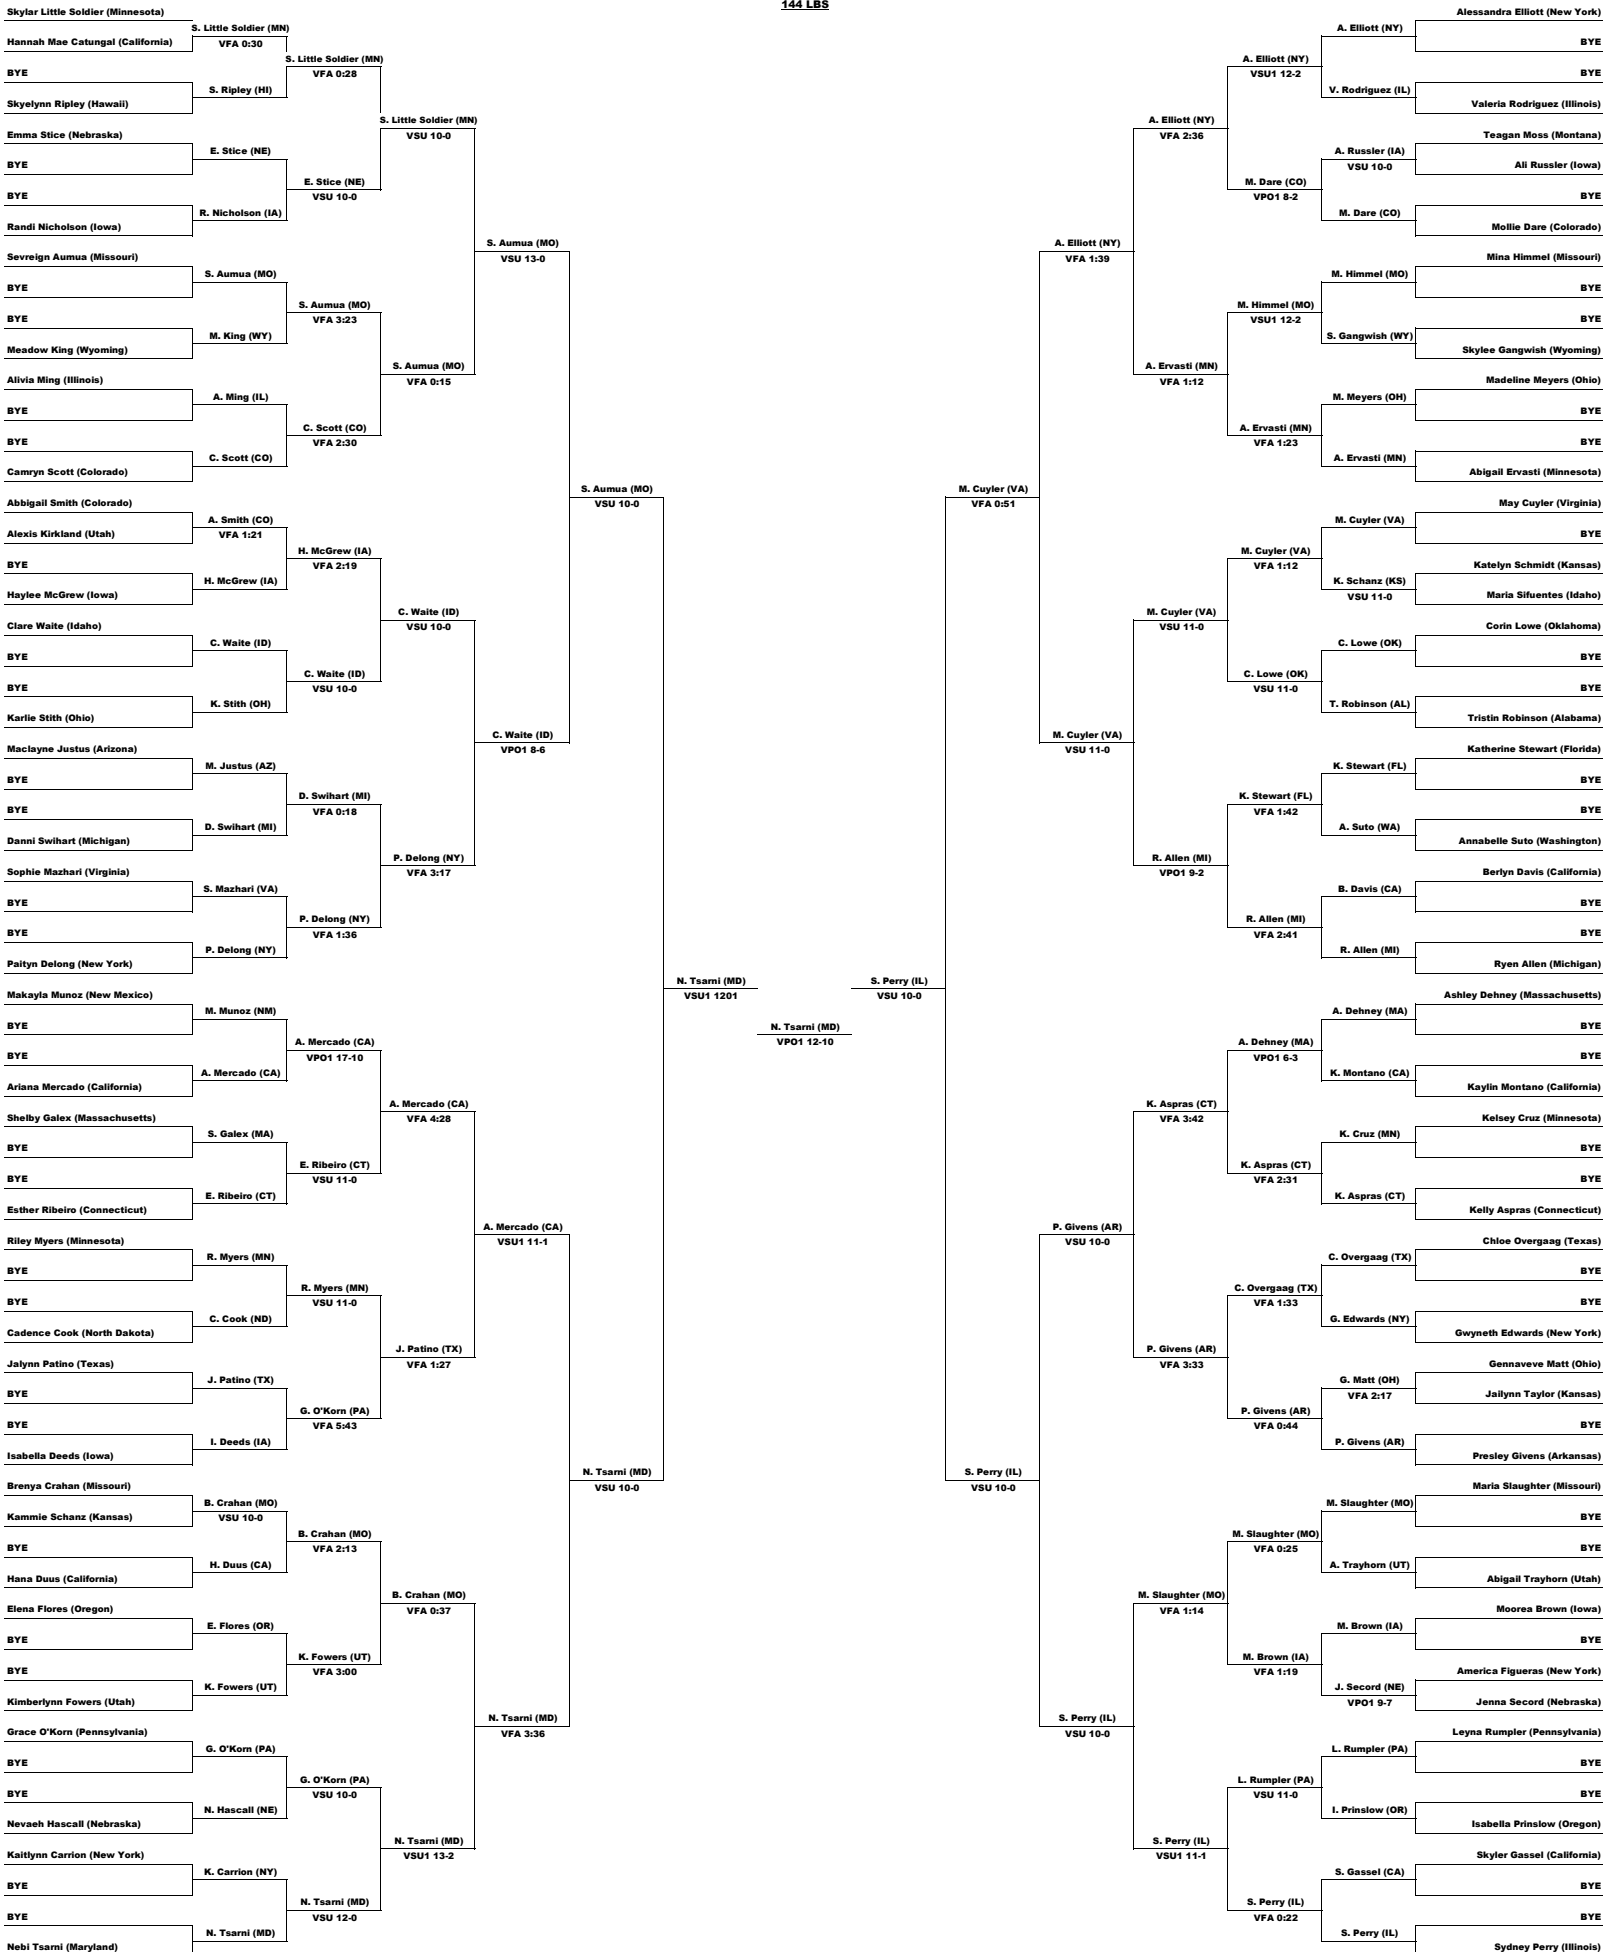 144 LBS
Skylar Little Soldier (Minnesota)
Hannah Mae Catungal (California)
BYE
Skyelynn Ripley (Hawaii)
Emma Stice (Nebraska)
BYE
BYE
Randi Nicholson (Iowa)
Sevreign Aumua (Missouri)
BYE
BYE
Meadow King (Wyoming)
Alivia Ming (Illinois)
BYE
BYE
Camryn Scott (Colorado)
Abbigail Smith (Colorado)
Alexis Kirkland (Utah)
BYE
Haylee McGrew (Iowa)
Clare Waite (Idaho)
BYE
BYE
Karlie Stith (Ohio)
Maclayne Justus (Arizona)
BYE
BYE
Danni Swihart (Michigan)
Sophie Mazhari (Virginia)
BYE
BYE
Paityn Delong (New York)
Makayla Munoz (New Mexico)
BYE
BYE
Ariana Mercado (California)
Shelby Galex (Massachusetts)
BYE
BYE
Esther Ribeiro (Connecticut)
Riley Myers (Minnesota)
BYE
BYE
Cadence Cook (North Dakota)
Jalynn Patino (Texas)
BYE
BYE
Isabella Deeds (Iowa)
Brenya Crahan (Missouri)
Kammie Schanz (Kansas)
BYE
Hana Duus (California)
Elena Flores (Oregon)
BYE
BYE
Kimberlynn Fowers (Utah)
Grace O'Korn (Pennsylvania)
BYE
BYE
Nevaeh Hascall (Nebraska)
Kaitlynn Carrion (New York)
BYE
BYE
Nebi Tsarni (Maryland)
S. Little Soldier (MN)
VFA 0:30
S. Ripley (HI)
E. Stice (NE)
R. Nicholson (IA)
S. Aumua (MO)
M. King (WY)
A. Ming (IL)
C. Scott (CO)
A. Smith (CO)
VFA 1:21
H. McGrew (IA)
C. Waite (ID)
K. Stith (OH)
M. Justus (AZ)
D. Swihart (MI)
S. Mazhari (VA)
P. Delong (NY)
M. Munoz (NM)
A. Mercado (CA)
S. Galex (MA)
E. Ribeiro (CT)
R. Myers (MN)
C. Cook (ND)
J. Patino (TX)
I. Deeds (IA)
B. Crahan (MO)
VSU 10-0
H. Duus (CA)
E. Flores (OR)
K. Fowers (UT)
G. O'Korn (PA)
N. Hascall (NE)
K. Carrion (NY)
N. Tsarni (MD)
S. Little Soldier (MN)
VFA 0:28
E. Stice (NE)
VSU 10-0
S. Aumua (MO)
VFA 3:23
C. Scott (CO)
VFA 2:30
H. McGrew (IA)
VFA 2:19
C. Waite (ID)
VSU 10-0
D. Swihart (MI)
VFA 0:18
P. Delong (NY)
VFA 1:36
A. Mercado (CA)
VPO1 17-10
E. Ribeiro (CT)
VSU 11-0
R. Myers (MN)
VSU 11-0
G. O'Korn (PA)
VFA 5:43
B. Crahan (MO)
VFA 2:13
K. Fowers (UT)
VFA 3:00
G. O'Korn (PA)
VSU 10-0
N. Tsarni (MD)
VSU 12-0
S. Little Soldier (MN)
VSU 10-0
S. Aumua (MO)
VFA 0:15
C. Waite (ID)
VSU 10-0
P. Delong (NY)
VFA 3:17
A. Mercado (CA)
VFA 4:28
J. Patino (TX)
VFA 1:27
B. Crahan (MO)
VFA 0:37
N. Tsarni (MD)
VSU1 13-2
S. Aumua (MO)
VSU 13-0
C. Waite (ID)
VPO1 8-6
A. Mercado (CA)
VSU1 11-1
N. Tsarni (MD)
VFA 3:36
S. Aumua (MO)
VSU 10-0
N. Tsarni (MD)
VSU 10-0
N. Tsarni (MD)
VSU1 1201
N. Tsarni (MD)
VPO1 12-10
S. Perry (IL)
VSU 10-0
M. Cuyler (VA)
VFA 0:51
S. Perry (IL)
VSU 10-0
A. Elliott (NY)
VFA 1:39
M. Cuyler (VA)
VSU 11-0
P. Givens (AR)
VSU 10-0
S. Perry (IL)
VSU 10-0
A. Elliott (NY)
VFA 2:36
A. Ervasti (MN)
VFA 1:12
M. Cuyler (VA)
VSU 11-0
R. Allen (MI)
VPO1 9-2
K. Aspras (CT)
VFA 3:42
P. Givens (AR)
VFA 3:33
M. Slaughter (MO)
VFA 1:14
S. Perry (IL)
VSU1 11-1
A. Elliott (NY)
VSU1 12-2
M. Dare (CO)
VPO1 8-2
M. Himmel (MO)
VSU1 12-2
A. Ervasti (MN)
VFA 1:23
M. Cuyler (VA)
VFA 1:12
C. Lowe (OK)
VSU 11-0
K. Stewart (FL)
VFA 1:42
R. Allen (MI)
VFA 2:41
A. Dehney (MA)
VPO1 6-3
K. Aspras (CT)
VFA 2:31
C. Overgaag (TX)
VFA 1:33
P. Givens (AR)
VFA 0:44
M. Slaughter (MO)
VFA 0:25
M. Brown (IA)
VFA 1:19
L. Rumpler (PA)
VSU 11-0
S. Perry (IL)
VFA 0:22
A. Elliott (NY)
V. Rodriguez (IL)
A. Russler (IA)
VSU 10-0
M. Dare (CO)
M. Himmel (MO)
S. Gangwish (WY)
M. Meyers (OH)
A. Ervasti (MN)
M. Cuyler (VA)
K. Schanz (KS)
VSU 11-0
C. Lowe (OK)
T. Robinson (AL)
K. Stewart (FL)
A. Suto (WA)
B. Davis (CA)
R. Allen (MI)
A. Dehney (MA)
K. Montano (CA)
K. Cruz (MN)
K. Aspras (CT)
C. Overgaag (TX)
G. Edwards (NY)
G. Matt (OH)
VFA 2:17
P. Givens (AR)
M. Slaughter (MO)
A. Trayhorn (UT)
M. Brown (IA)
J. Secord (NE)
VPO1 9-7
L. Rumpler (PA)
I. Prinslow (OR)
S. Gassel (CA)
S. Perry (IL)
Alessandra Elliott (New York)
BYE
BYE
Valeria Rodriguez (Illinois)
Teagan Moss (Montana)
Ali Russler (Iowa)
BYE
Mollie Dare (Colorado)
Mina Himmel (Missouri)
BYE
BYE
Skylee Gangwish (Wyoming)
Madeline Meyers (Ohio)
BYE
BYE
Abigail Ervasti (Minnesota)
May Cuyler (Virginia)
BYE
Katelyn Schmidt (Kansas)
Maria Sifuentes (Idaho)
Corin Lowe (Oklahoma)
BYE
BYE
Tristin Robinson (Alabama)
Katherine Stewart (Florida)
BYE
BYE
Annabelle Suto (Washington)
Berlyn Davis (California)
BYE
BYE
Ryen Allen (Michigan)
Ashley Dehney (Massachusetts)
BYE
BYE
Kaylin Montano (California)
Kelsey Cruz (Minnesota)
BYE
BYE
Kelly Aspras (Connecticut)
Chloe Overgaag (Texas)
BYE
BYE
Gwyneth Edwards (New York)
Gennaveve Matt (Ohio)
Jailynn Taylor (Kansas)
BYE
Presley Givens (Arkansas)
Maria Slaughter (Missouri)
BYE
BYE
Abigail Trayhorn (Utah)
Moorea Brown (Iowa)
BYE
America Figueras (New York)
Jenna Secord (Nebraska)
Leyna Rumpler (Pennsylvania)
BYE
BYE
Isabella Prinslow (Oregon)
Skyler Gassel (California)
BYE
BYE
Sydney Perry (Illinois)